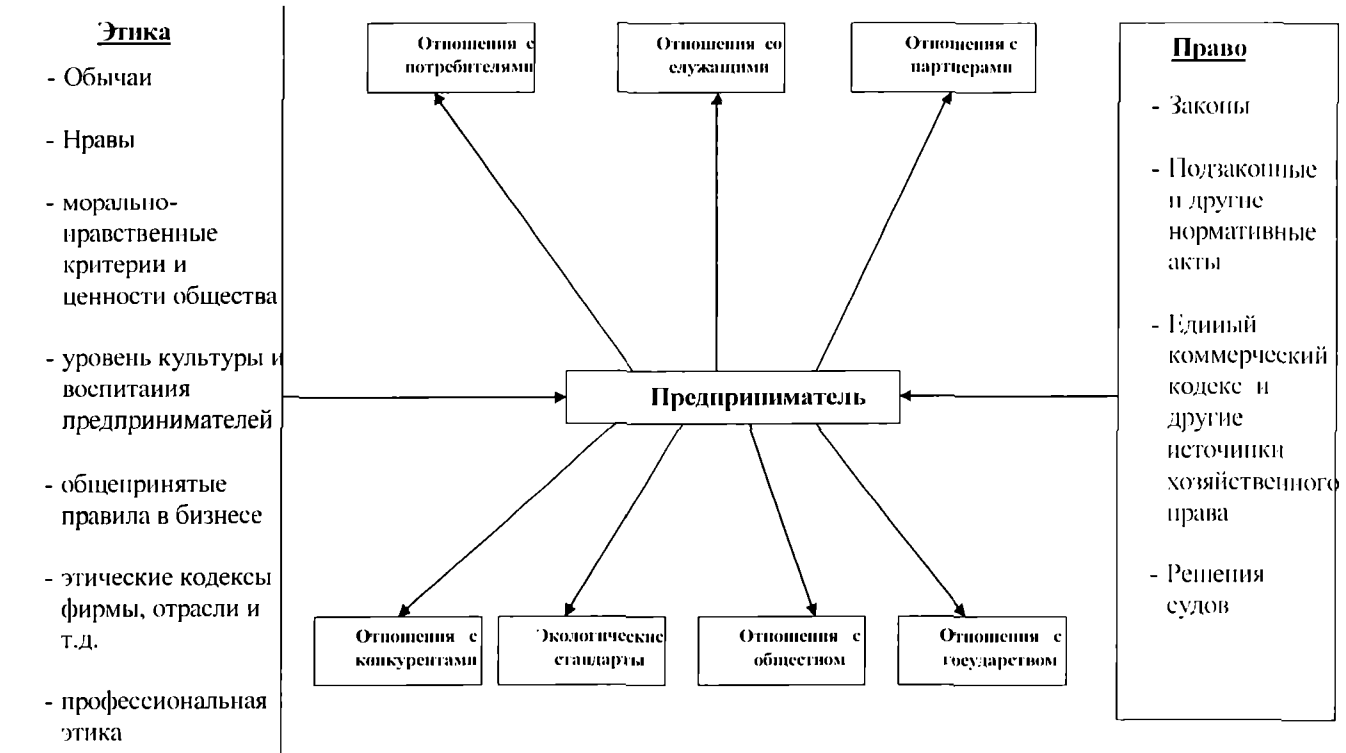 Этика
- Обычаи
- Нравы
- морально-
нравственные
критерии и
ценности общества
- уровень культуры и
воспитания
предпринимателей
- общепринятые
правила в бизнесе
- этические кодексы
фирмы, отрасли и
т.д.
- профессиональная
этика
Отношения с
потребителями
Отношения со
служащими
Отношения с
партнерами
Предприниматель
Отношения с
конкурентами
Экологические
стандарты
Отношения с
обществом
Отношения с
государством
Право
- Законы
- Подзаконные
и другие
нормативные
акты
- Единый
коммерческий
кодекс и
другие
источники
хозяйственного
права
- Решения
судов